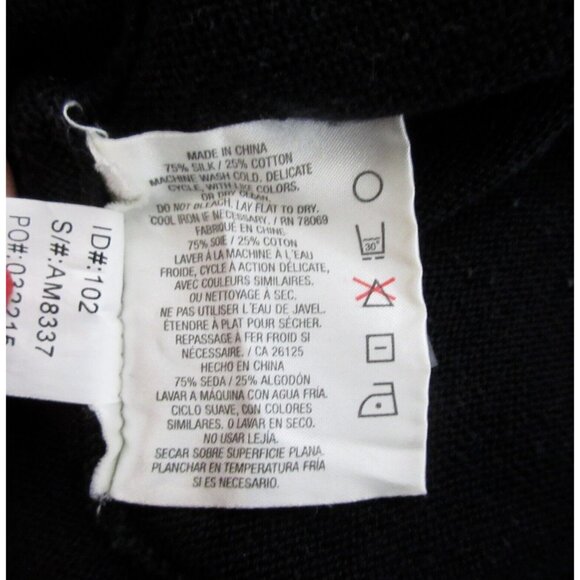 MADE IN CHINA
75% SILK / 25% COTTON
MACHINE WASH COLD. DELICATE
CYCLE, WITH LIKE COLORS.
OR DRY CLEAN.
DO NOT BLEACH. LAY FLAT TO DRY.
COOL IRON IF NECESSARY. / RN 78069
FABRIQUÉ EN CHINE
75% SOIE / 25% COTON
LAVER À LA MACHINE À L'EAU
FROIDE, CYCLE À ACTION DÉLICATE,
AVEC COULEURS SIMILAIRES.
OU NETTOYAGE À SEC.
NE PAS UTILISER L'EAU DE JAVEL.
ÉTENDRE À PLAT POUR SÉCHER.
REPASSAGE À FER FROID SI
NÉCESSAIRE. / CA 26125
HECHO EN CHINA
75% SEDA / 25% ALGODÓN
LAVAR A MÁQUINA CON AGUA FRÍA.
CICLO SUAVE, CON COLORES
SIMILARES. O LAVADO EN SECO.
NO USAR LEJÍA.
SECAR SOBRE SUPERFICIE PLANA.
PLANCHAR EN TEMPERATURA FRÍA
SI ES NECESARIO.
30°
ID#:102
S/#:AM8337
PO#:032215